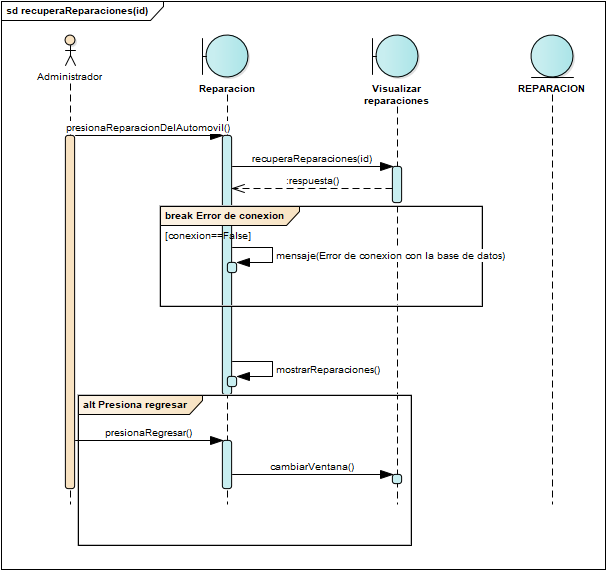 sd recuperaReparaciones(id)
Administrador
Reparacion
Visualizar
reparaciones
REPARACION
presionaReparacionDelAutomovil()
recuperaReparaciones(id)
:respuesta()
break Error de conexion
[conexion==False]
mensaje(Error de conexion con la base de datos)
mostrarReparaciones()
alt Presiona regresar
presionaRegresar()
cambiarVentana()